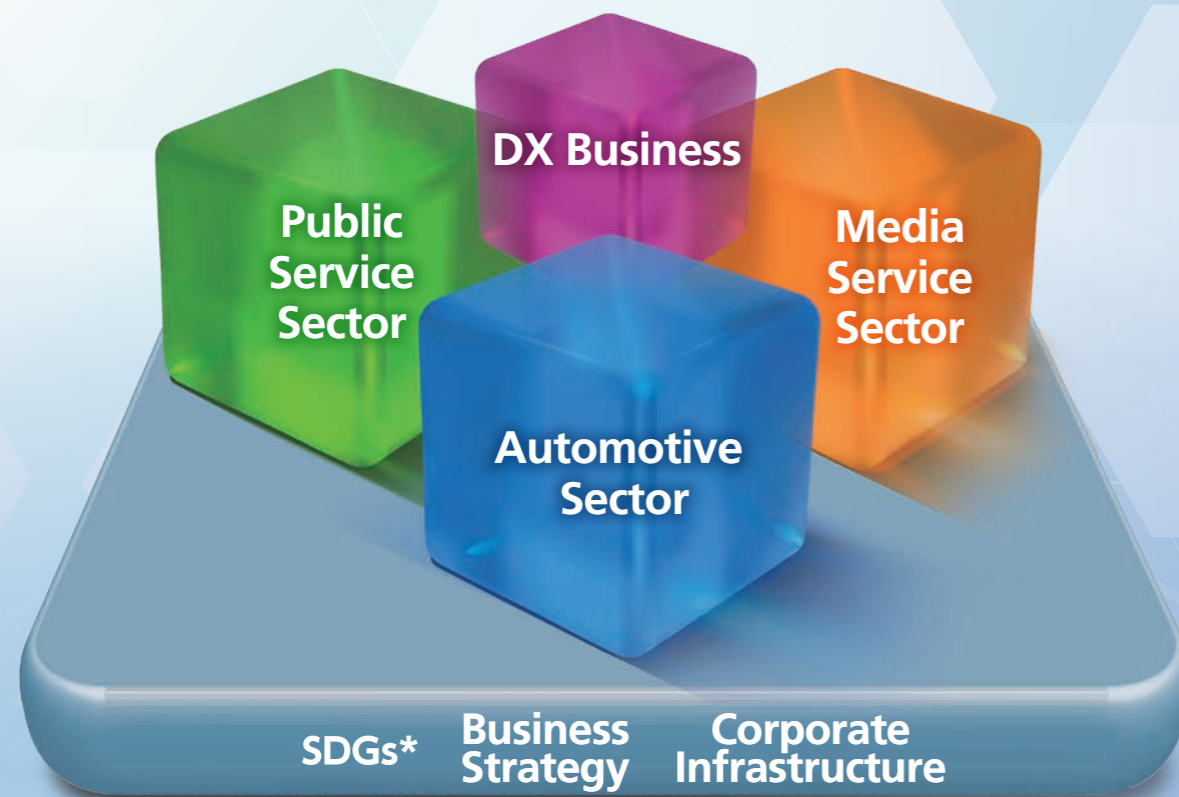 DX Business
Public
Service
Sector
Media
Service
Sector
Automotive
Sector
SDGs*
Business
Strategy
Corporate
Infrastructure